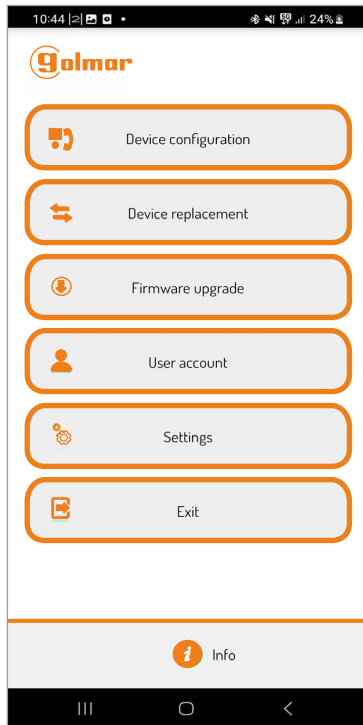 10:44
24%
golmar
Device configuration
Device replacement
Firmware upgrade
User account
Settings
Exit
i Info